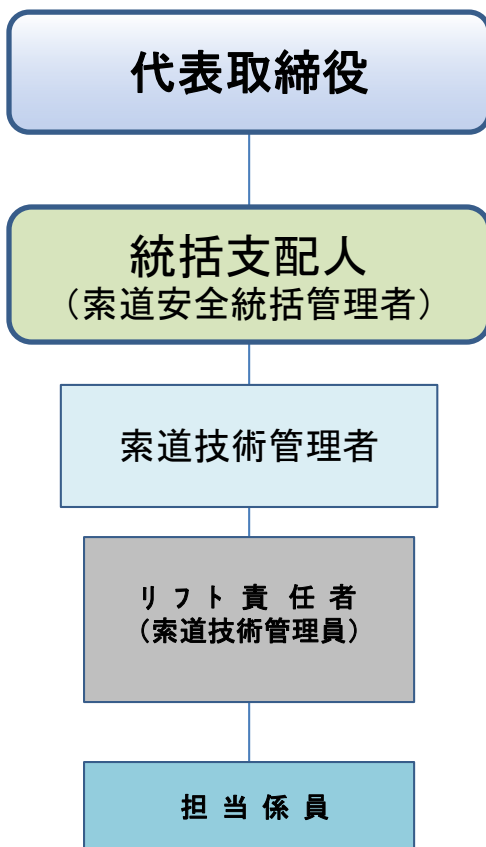 代表取締役
統括支配人
（索道安全統括管理者）
索道技術管理者
リフト責任者
（索道技術管理員）
担当係員